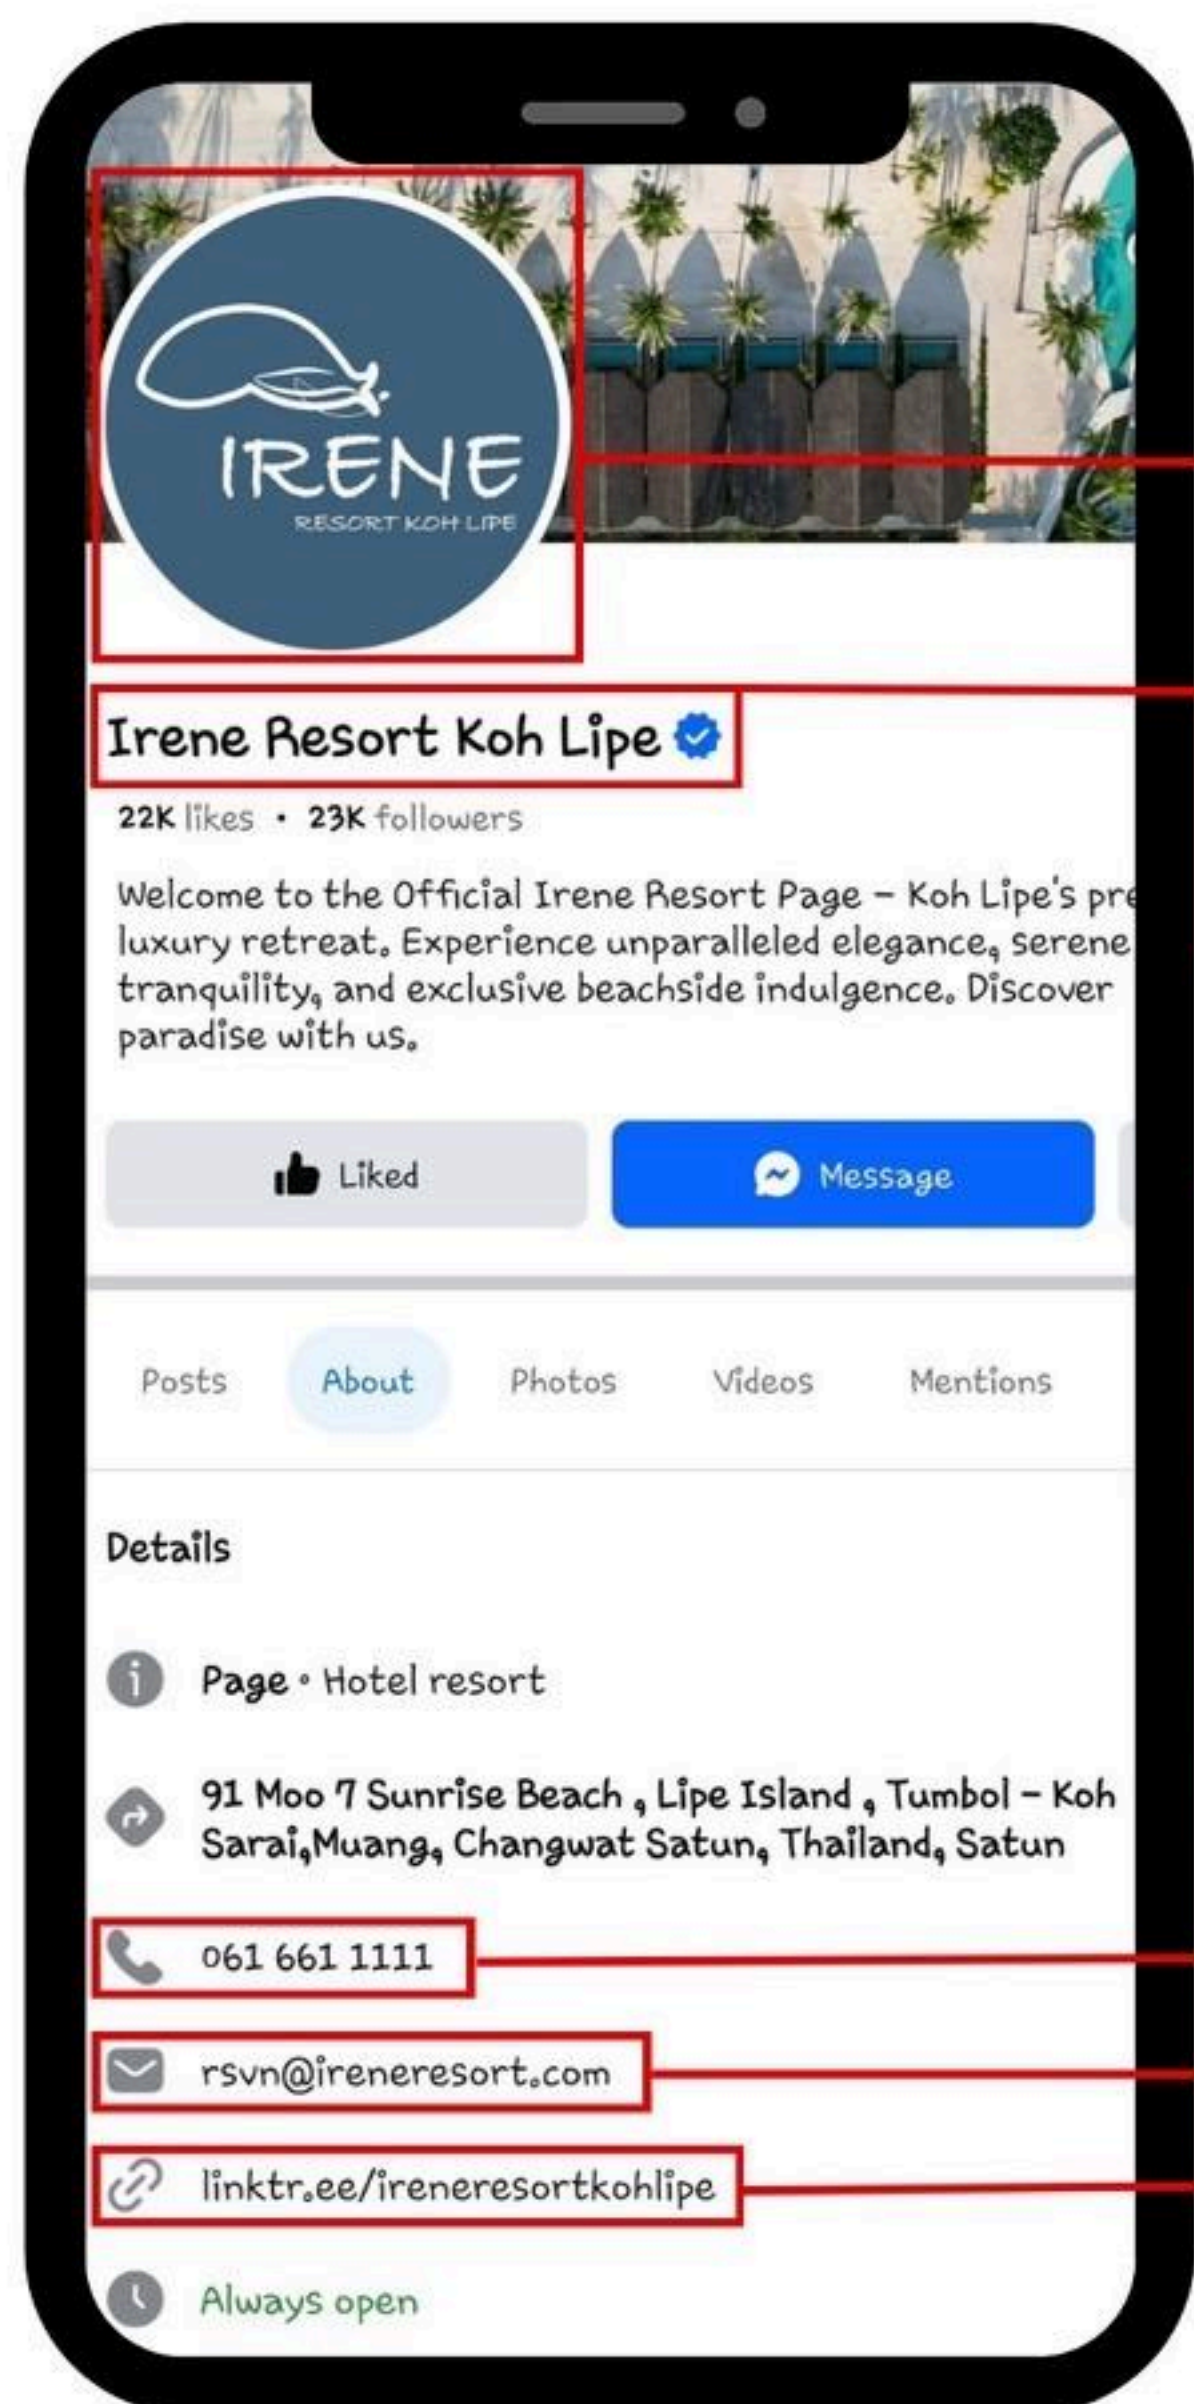 IRENE
RESORT KOH LIPE
Irene Resort Koh Lipe
22K likes • 23K followers
Welcome to the Official Irene Resort Page – Koh Lipe's pre
luxury retreat. Experience unparalleled elegance, serene
tranquility, and exclusive beachside indulgence. Discover
paradise with us.
Liked
Message
Posts
About
Photos
Videos
Mentions
Details
Page • Hotel resort
91 Moo 7 Sunrise Beach , Lipe Island , Tumbol – Koh
Sarai,Muang, Changwat Satun, Thailand, Satun
061 661 1111
rsvn@ireneresort.com
linktr.ee/ireneresortkohlipe
Always open